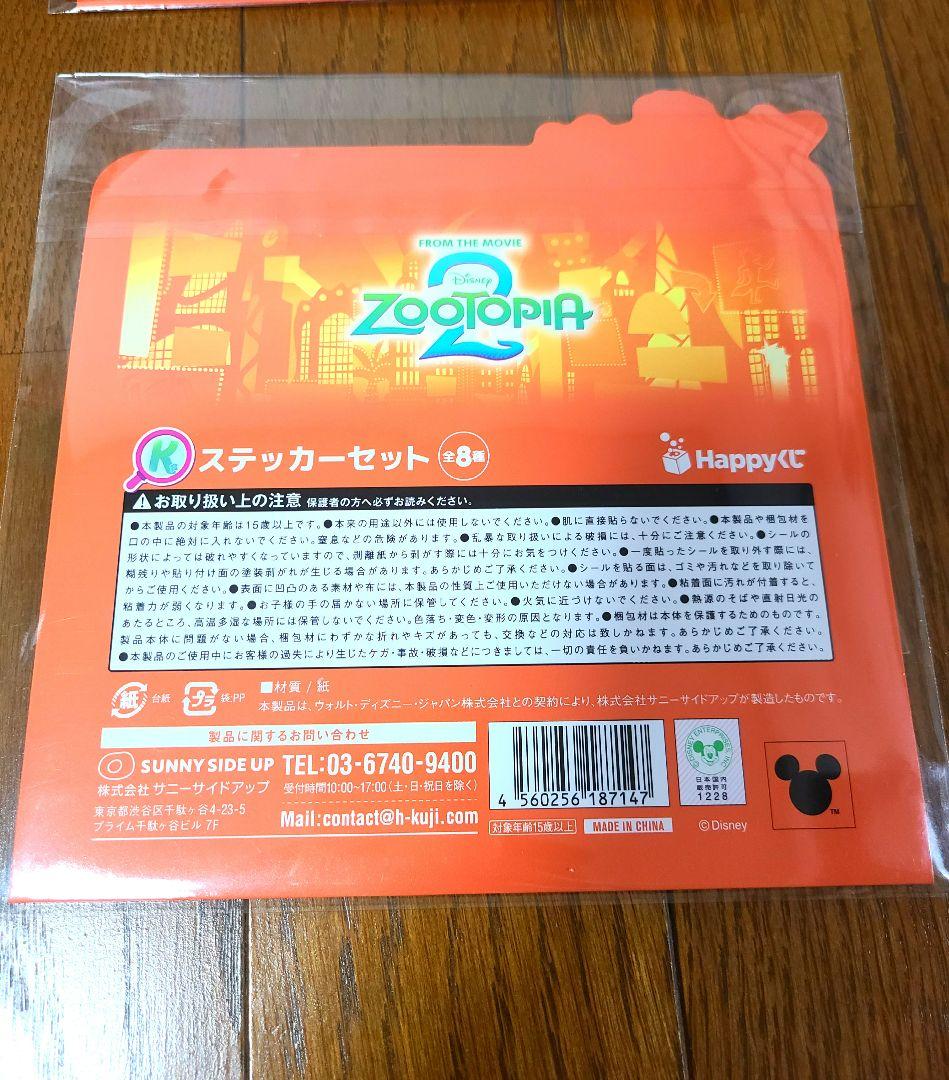 FROM THE MOVIE
Disney
ZOOTOPIA
2
K賞 ステッカーセット 全8種
Happyくじ
お取り扱い上の注意 保護者の方へ必ずお読みください。
●本製品の対象年齢は15歳以上です。●本来の用途以外には使用しないでください。●肌に直接貼らないでください。●本製品や梱包材を
口の中に絶対に入れないでください。窒息などの危険があります。●乱暴な取り扱いによる破損には、十分にご注意ください。●シールの
形状によっては破れやすくなっていますので、剥離紙から剥がす際には十分にお気をつけください。●一度貼ったシールを取り外す際には、
糊残りや貼り付け面の塗装剥がれが生じる場合があります。あらかじめご了承ください。●シールを貼る面は、ゴミや汚れなどを取り除いて
からご使用ください。●表面に凹凸のある素材や布には、本製品の性質上ご使用いただけない場合があります。●粘着面に汚れが付着すると、
粘着力が弱くなります。●お子様の手の届かない場所に保管してください。●火気に近づけないでください。●熱源のそばや直射日光の
あたるところ、高温多湿な場所には保管しないでください。色落ち・変色・変形の原因となります。●梱包材は本体を保護するためのものです。
製品本体に問題がない場合、梱包材にわずかな折れやキズがあっても、交換などの対応は致しかねます。あらかじめご了承ください。
●本製品のご使用中にお客様の過失により生じたケガ・事故・破損などにつきましては、一切の責任を負いかねます。あらかじめご了承ください。
紙 台紙 プラ 袋:PP
■材質 / 紙
本製品は、ウォルト・ディズニー・ジャパン株式会社との契約により、株式会社サニーサイドアップが製造したものです。
製品に関するお問い合わせ
SUNNY SIDE UP
株式会社 サニーサイドアップ
東京都渋谷区千駄ヶ谷4-23-5
プライム千駄ヶ谷ビル 7F
TEL:03-6740-9400
受付時間10:00~17:00(土・日・祝日を除く)
Mail:contact@h-kuji.com
4 560256 187147
対象年齢15歳以上
MADE IN CHINA
©DISNEY ENTERPRISES, INC.
日本国内
販売許可
1228
©Disney
TM